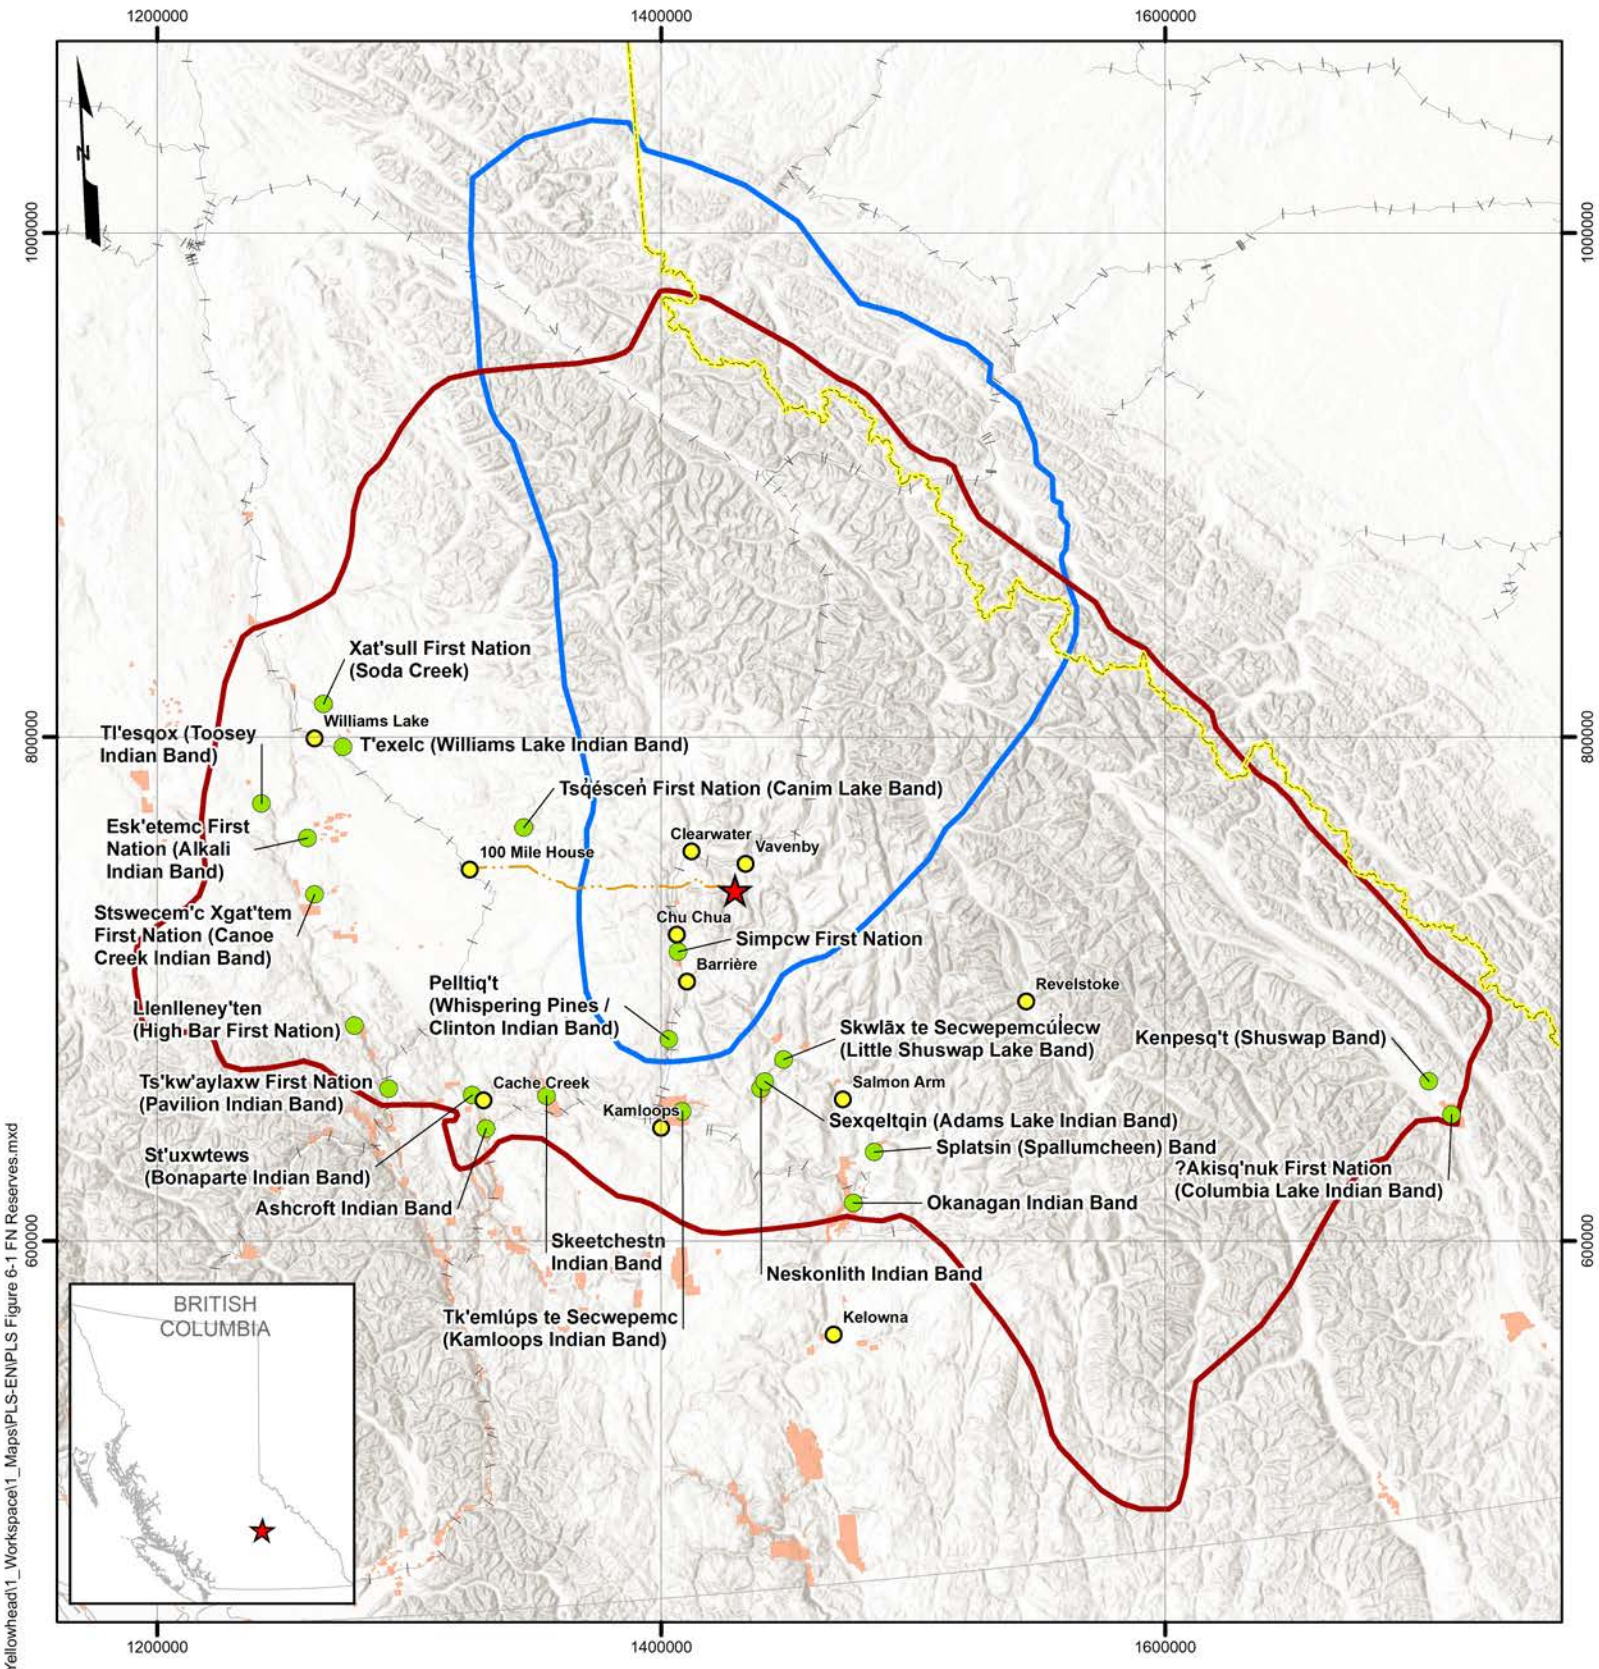 1200000
1400000
1600000
1000000
1000000
N
Xat'sull First Nation
(Soda Creek)
Williams Lake
800000
800000
Tl'esqox (Toosey
Indian Band)
T'exelc (Williams Lake Indian Band)
Tsq̓éscen̓ First Nation (Canim Lake Band)
Esk'etemc First
Nation (Alkali
Indian Band)
Clearwater
Vavenby
100 Mile House
Stswecem'c Xgat'tem
First Nation (Canoe
Creek Indian Band)
Chu Chua
Simpcw First Nation
Barrière
Pelltiq't
(Whispering Pines /
Clinton Indian Band)
Revelstoke
Llenlleney'ten
(High Bar First Nation)
Skwlāx te Secwepemcúl̓ecw
(Little Shuswap Lake Band)
Kenpesq't (Shuswap Band)
Ts'kw'aylaxw First Nation
(Pavilion Indian Band)
Cache Creek
Salmon Arm
Kamloops
Sexqeltqin (Adams Lake Indian Band)
St'uxwtews
(Bonaparte Indian Band)
Splatsin (Spallumcheen) Band
?Akisq'nuk First Nation
(Columbia Lake Indian Band)
Ashcroft Indian Band
Okanagan Indian Band
600000
600000
Skeetchestn
Indian Band
Neskonlith Indian Band
Tk'emlúps te Secwepemc
(Kamloops Indian Band)
Kelowna
BRITISH
COLUMBIA
Yellowhead\1_Workspace\1_Maps\PLS-EN\PLS Figure 6-1 FN Reserves.mxd
1200000
1400000
1600000